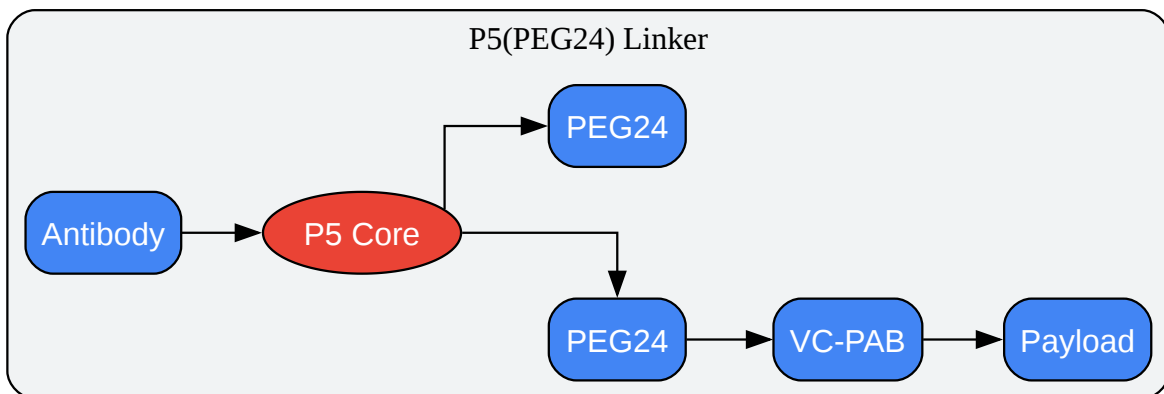 P5(PEG24) Linker
PEG24
Antibody
P5 Core
PEG24
VC-PAB
Payload